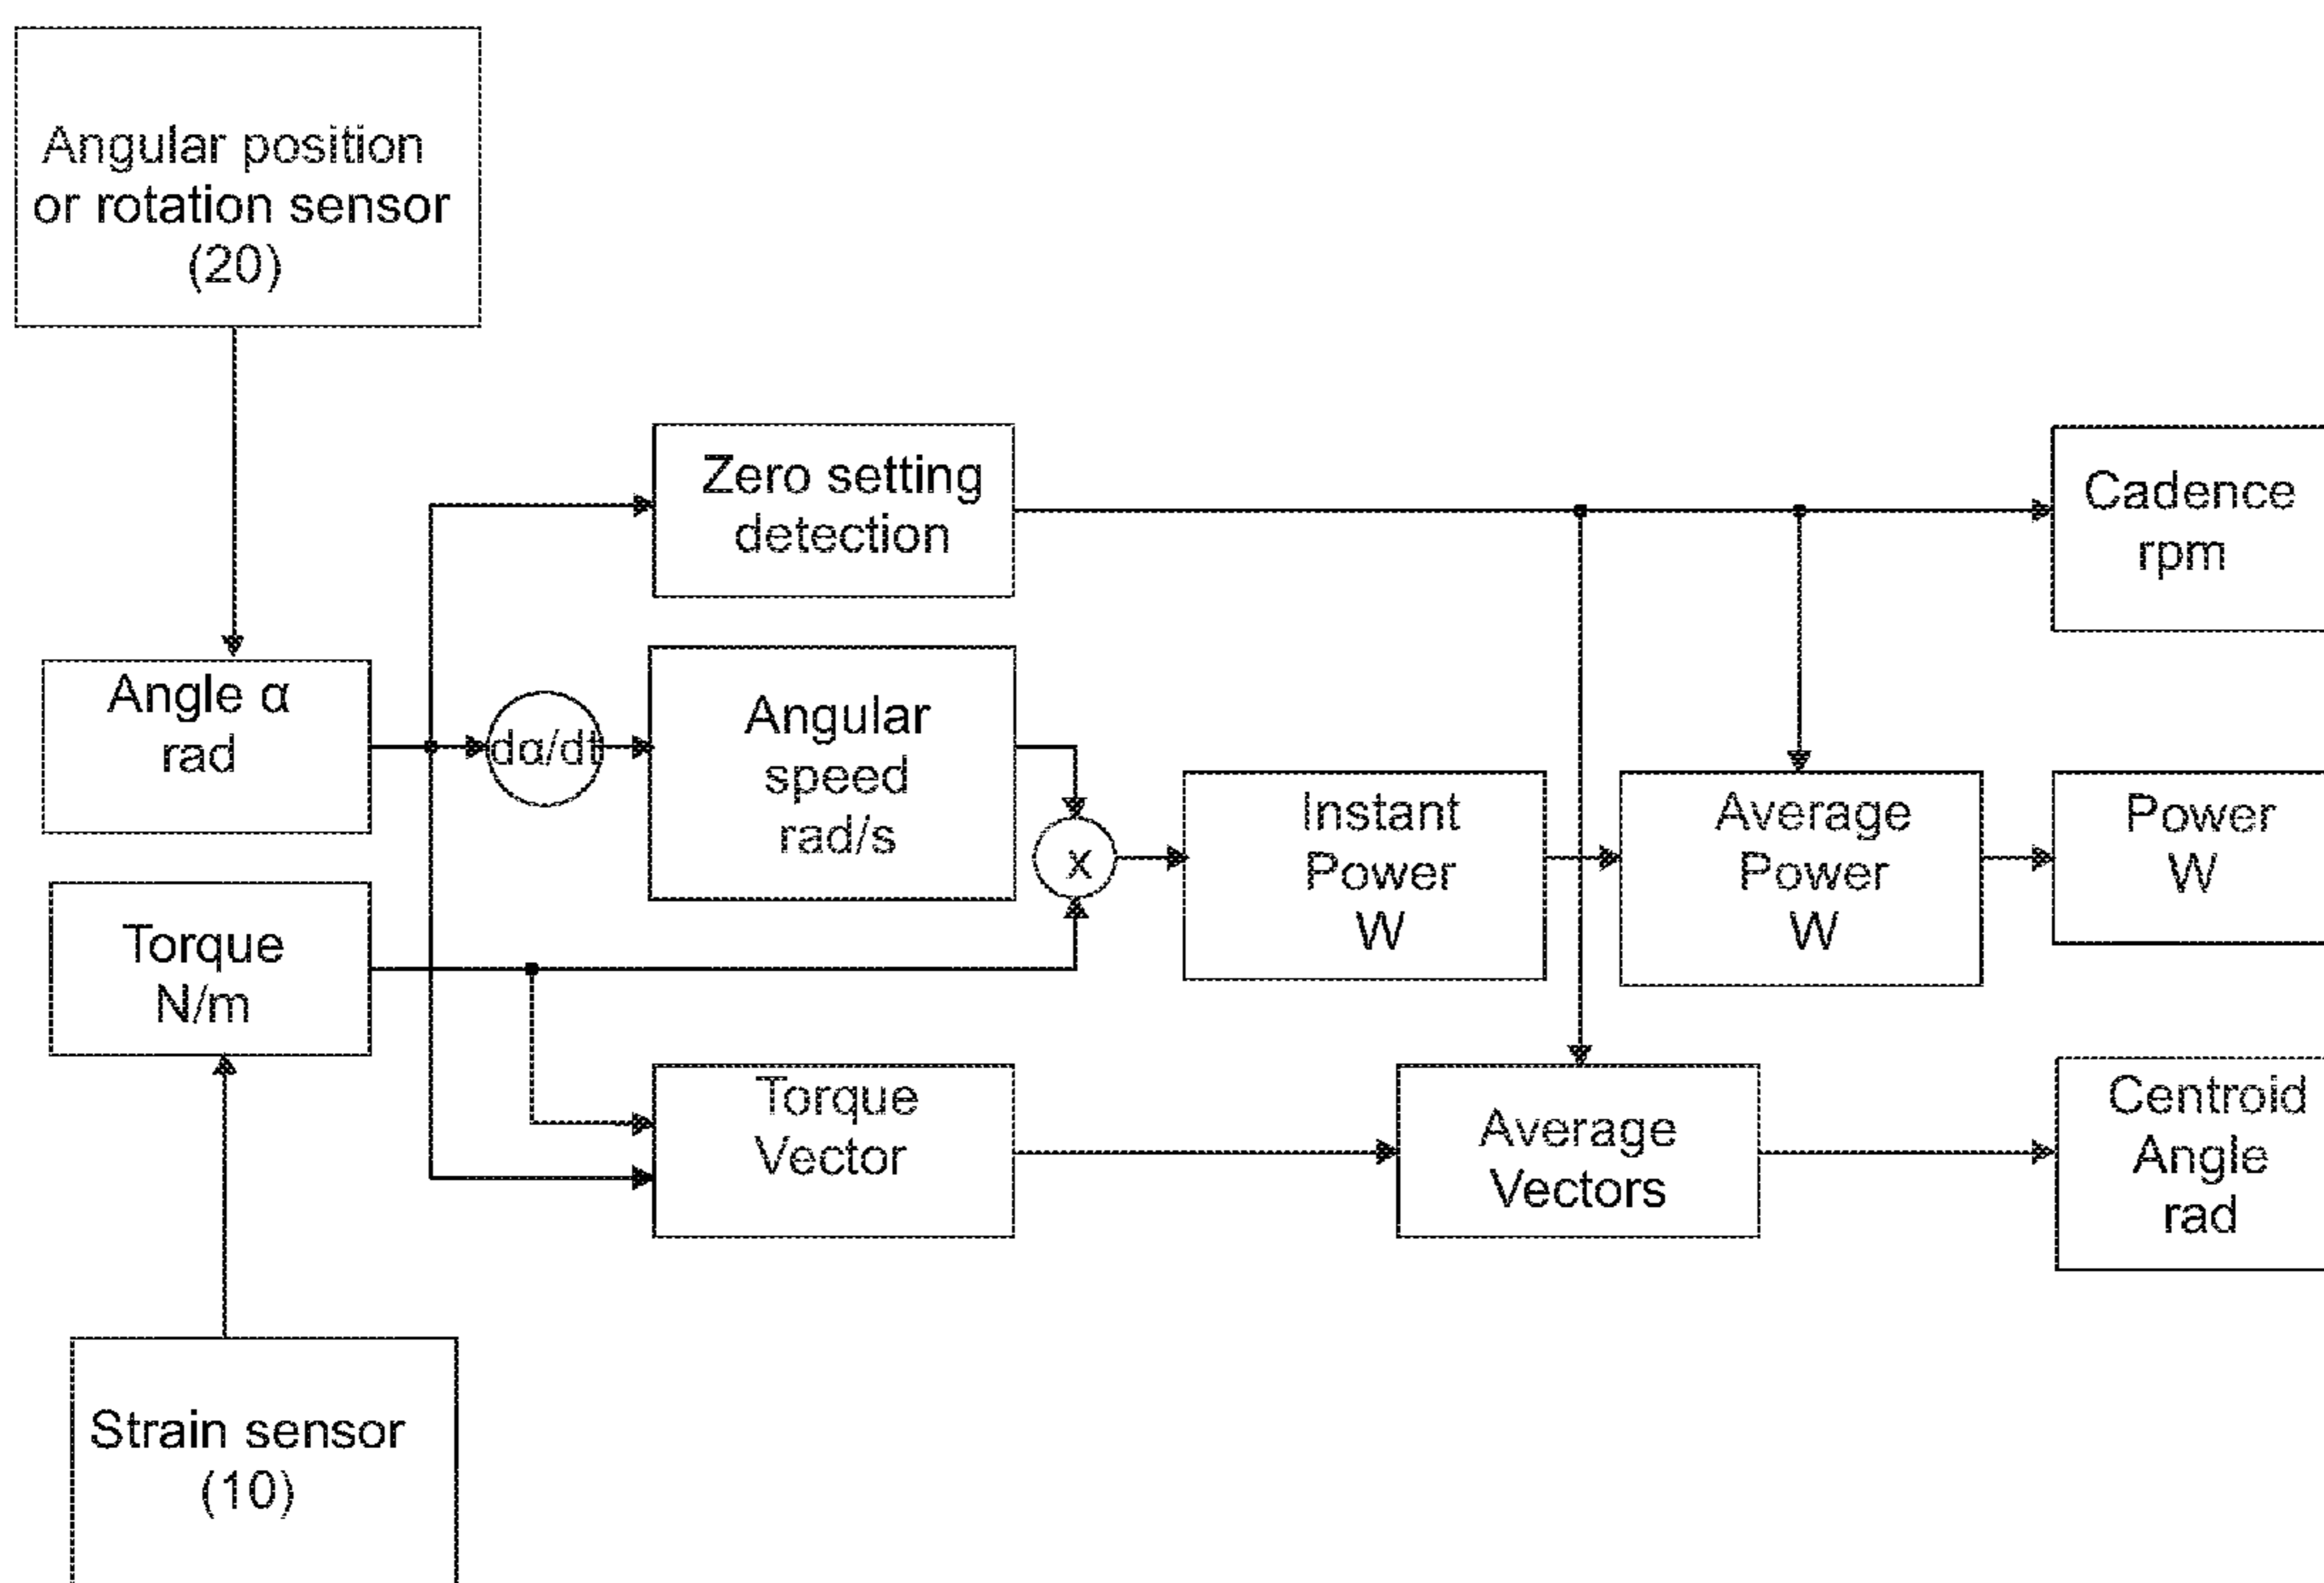 Angular position
or rotation sensor
(20)
Zero setting
detection
Cadence
rpm
Angle α
rad
dα/dt
Angular
speed
rad/s
x
Instant
Power
W
Average
Power
W
Power
W
Torque
N/m
Torque
Vector
Average
Vectors
Centroid
Angle
rad
Strain sensor
(10)